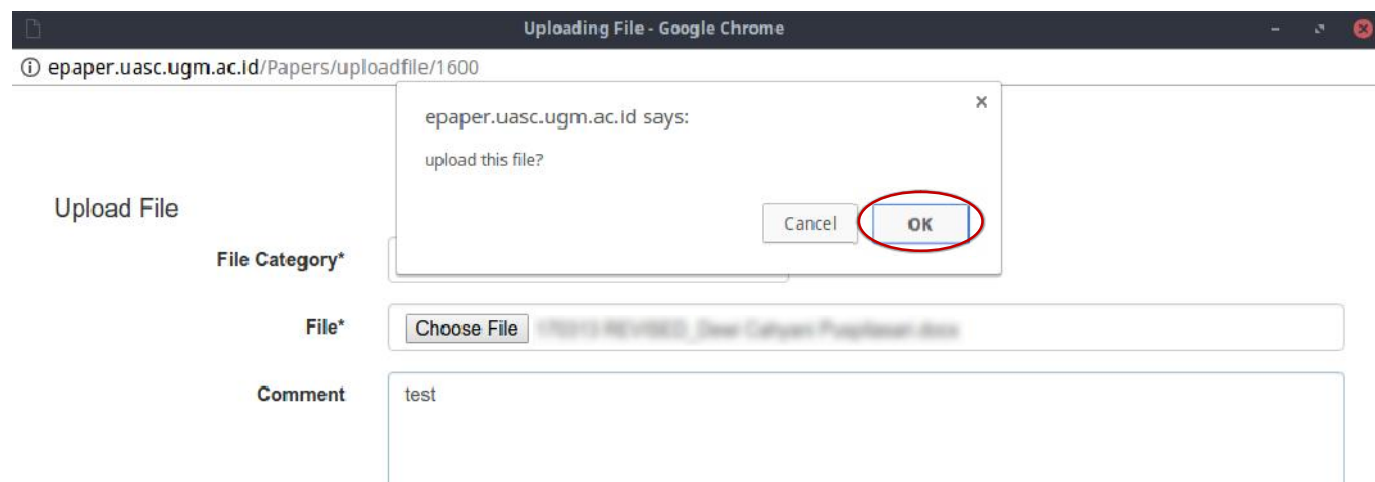 Uploading File - Google Chrome
epaper.uasc.ugm.ac.id/Papers/uploadfile/1600
epaper.uasc.ugm.ac.id says:
upload this file?
Cancel OK
Upload File
File Category*
File* Choose File
Comment test